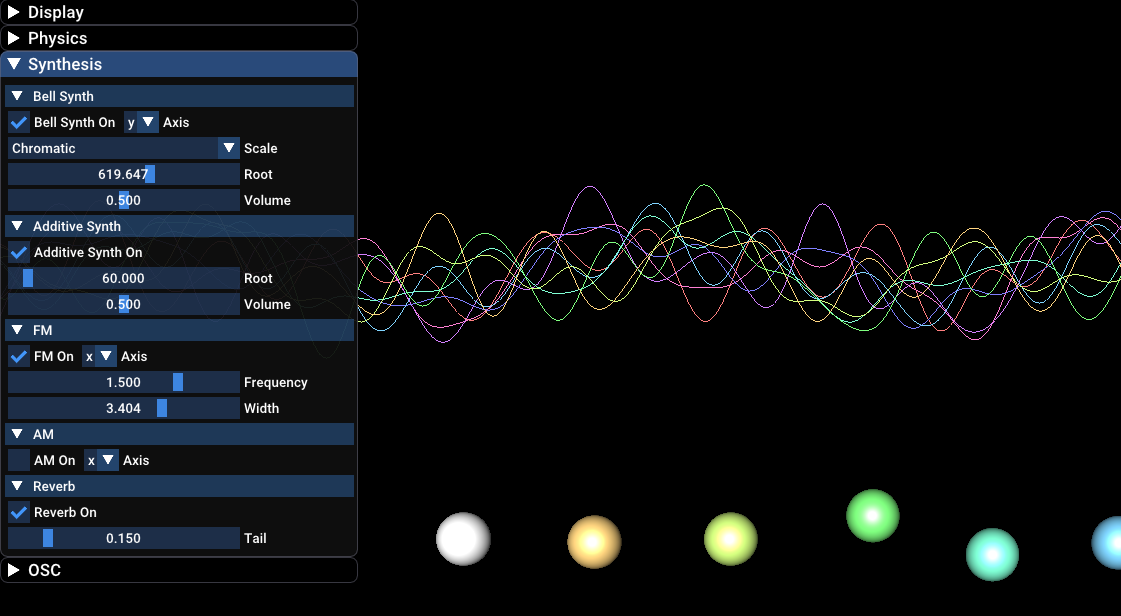 Display
Physics
Synthesis
Bell Synth
Bell Synth On y Axis
Chromatic Scale
619.647 Root
0.500 Volume
Additive Synth
Additive Synth On
60.000 Root
0.500 Volume
FM
FM On x Axis
1.500 Frequency
3.404 Width
AM
AM On x Axis
Reverb
Reverb On
0.150 Tail
OSC